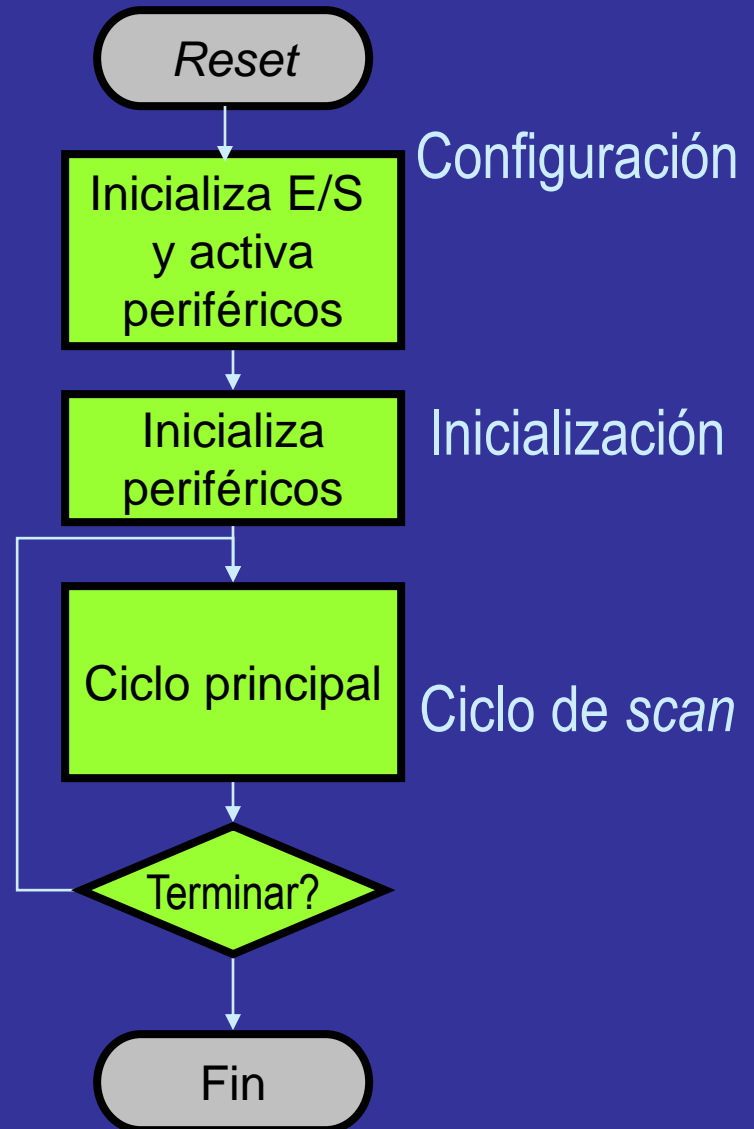 Reset
Configuración
Inicializa E/S
y activa
periféricos
Inicialización
Inicializa
periféricos
Ciclo principal
Ciclo de scan
Terminar?
Fin